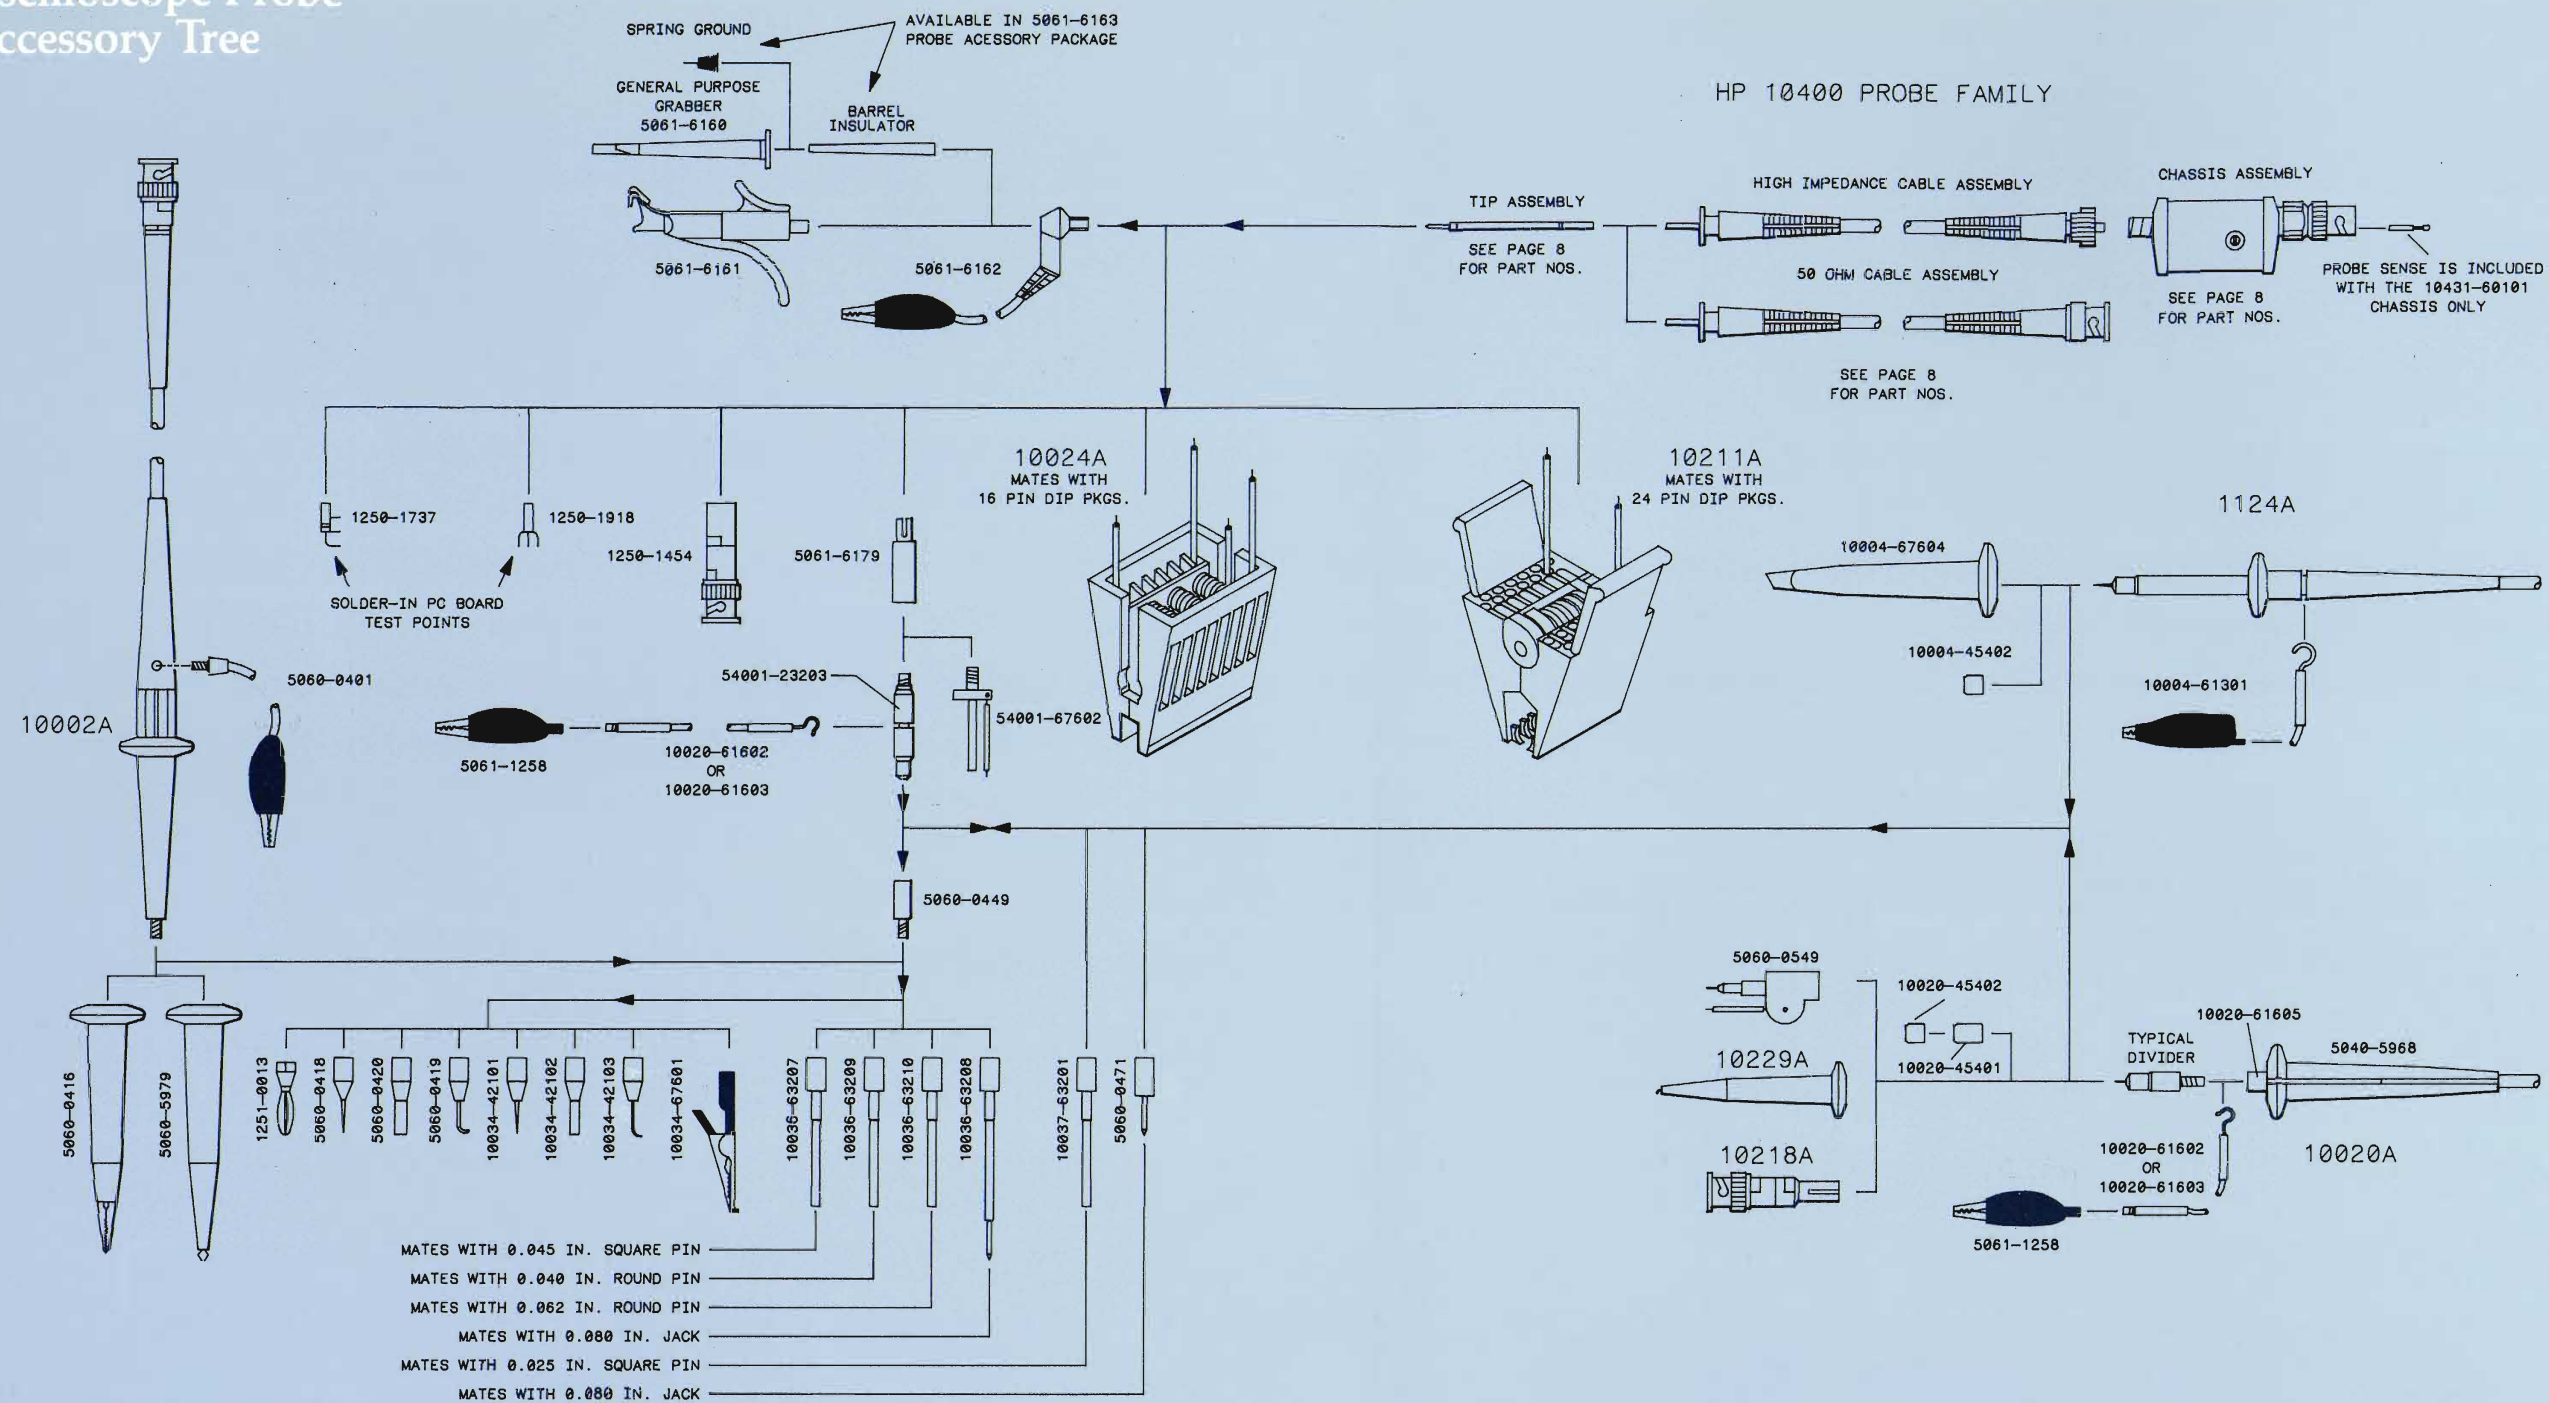 ccessory Tree
SPRING GROUND
AVAILABLE IN 5061-6163
PROBE ACESSORY PACKAGE
GENERAL PURPOSE
GRABBER
5061-6160
BARREL
INSULATOR
5061-6161
5061-6162
HP 10400 PROBE FAMILY
TIP ASSEMBLY
SEE PAGE 8
FOR PART NOS.
HIGH IMPEDANCE CABLE ASSEMBLY
50 OHM CABLE ASSEMBLY
SEE PAGE 8
FOR PART NOS.
CHASSIS ASSEMBLY
SEE PAGE 8
FOR PART NOS.
PROBE SENSE IS INCLUDED
WITH THE 10431-60101
CHASSIS ONLY
1250-1737
1250-1918
SOLDER-IN PC BOARD
TEST POINTS
1250-1454
5061-6179
10024A
MATES WITH
16 PIN DIP PKGS.
10211A
MATES WITH
24 PIN DIP PKGS.
1124A
10004-67604
10004-45402
10004-61301
10002A
5060-0401
54001-23203
54001-67602
5061-1258
10020-61602
OR
10020-61603
5060-0449
5060-0416
5060-5979
1251-0013
5060-0418
5060-0420
5060-0419
10034-42101
10034-42102
10034-42103
10034-67601
10036-63207
10036-63209
10036-63210
10036-63208
10037-63201
5060-0471
MATES WITH 0.045 IN. SQUARE PIN
MATES WITH 0.040 IN. ROUND PIN
MATES WITH 0.062 IN. ROUND PIN
MATES WITH 0.080 IN. JACK
MATES WITH 0.025 IN. SQUARE PIN
MATES WITH 0.080 IN. JACK
5060-0549
10229A
10218A
10020-45402
10020-45401
TYPICAL
DIVIDER
10020-61605
5040-5968
10020A
10020-61602
OR
10020-61603
5061-1258